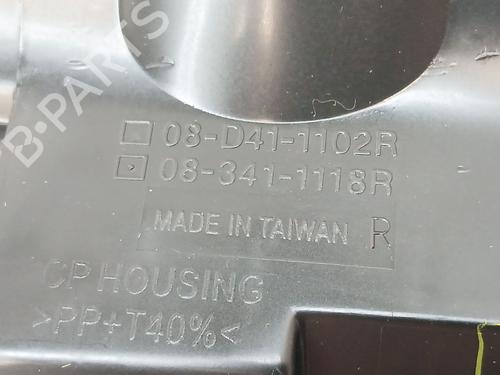 B-PARTS
08-D41-1102R
08-341-1118R
MADE IN TAIWAN R
CP HOUSING
>PP+T40%<